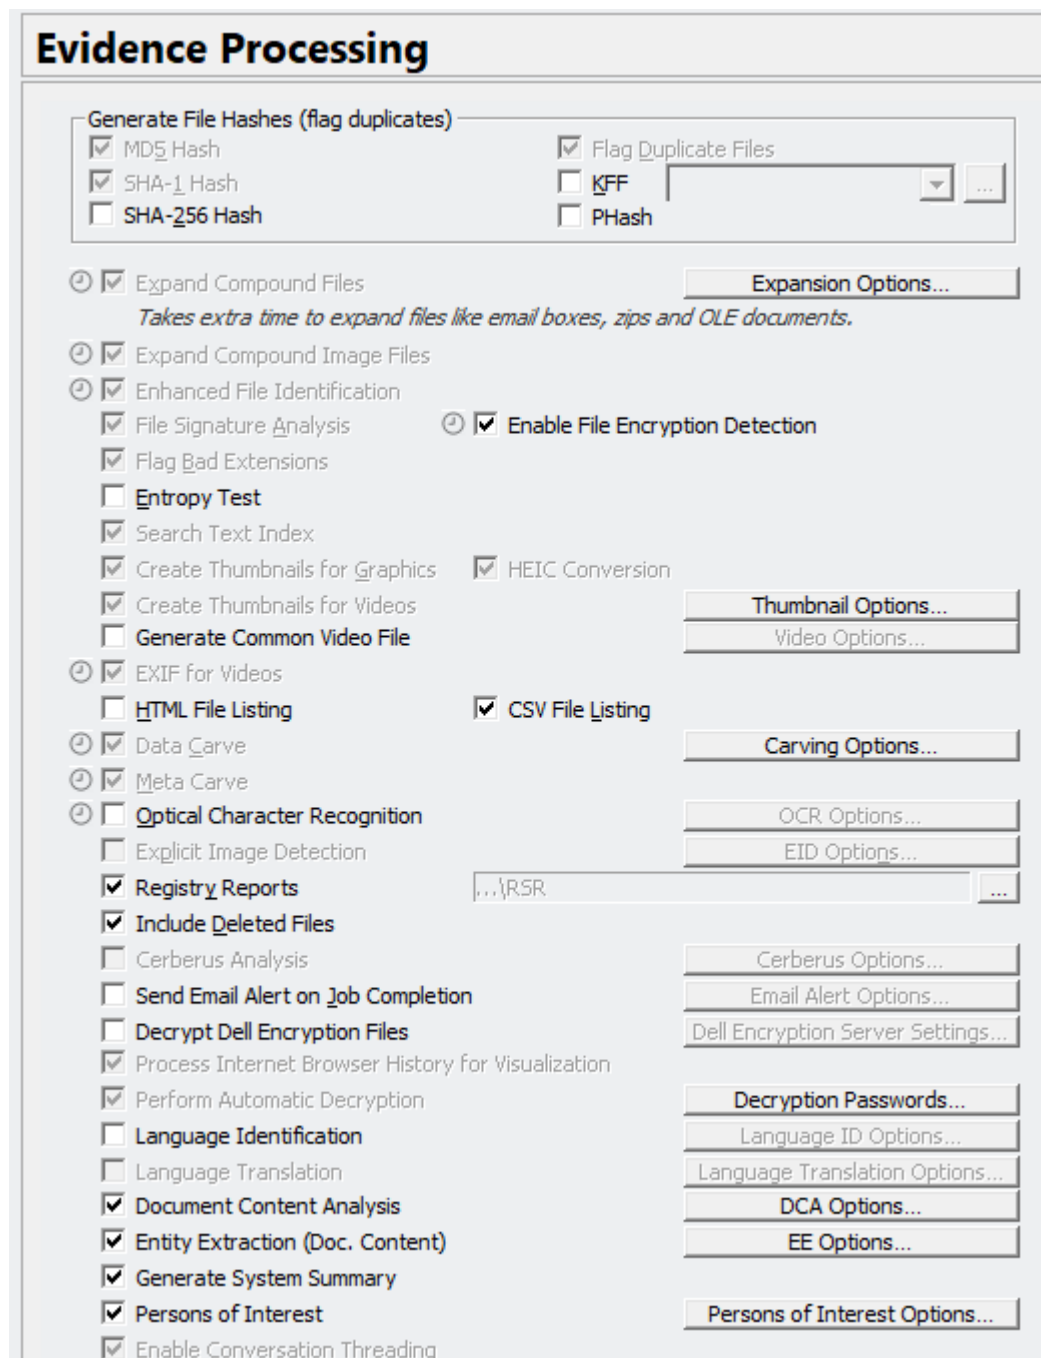 Evidence Processing
Generate File Hashes (flag duplicates)
MD5 Hash Flag Duplicate Files
SHA-1 Hash KFF ...
SHA-256 Hash PHash
Expand Compound Files Expansion Options...
Takes extra time to expand files like email boxes, zips and OLE documents.
Expand Compound Image Files
Enhanced File Identification
File Signature Analysis Enable File Encryption Detection
Flag Bad Extensions
Entropy Test
Search Text Index
Create Thumbnails for Graphics HEIC Conversion
Create Thumbnails for Videos Thumbnail Options...
Generate Common Video File Video Options...
EXIF for Videos
HTML File Listing CSV File Listing
Data Carve Carving Options...
Meta Carve
Optical Character Recognition OCR Options...
Explicit Image Detection EID Options...
Registry Reports ...\RSR ...
Include Deleted Files
Cerberus Analysis Cerberus Options...
Send Email Alert on Job Completion Email Alert Options...
Decrypt Dell Encryption Files Dell Encryption Server Settings...
Process Internet Browser History for Visualization
Perform Automatic Decryption Decryption Passwords...
Language Identification Language ID Options...
Language Translation Language Translation Options...
Document Content Analysis DCA Options...
Entity Extraction (Doc. Content) EE Options...
Generate System Summary
Persons of Interest Persons of Interest Options...
Enable Conversation Threading